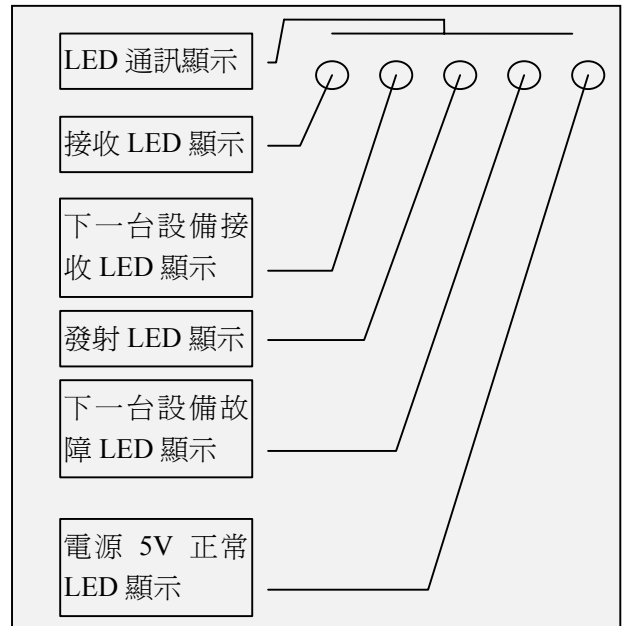 LED 通訊顯示
接收 LED 顯示
下一台設備接
收 LED 顯示
發射 LED 顯示
下一台設備故
障 LED 顯示
電源 5V 正常
LED 顯示